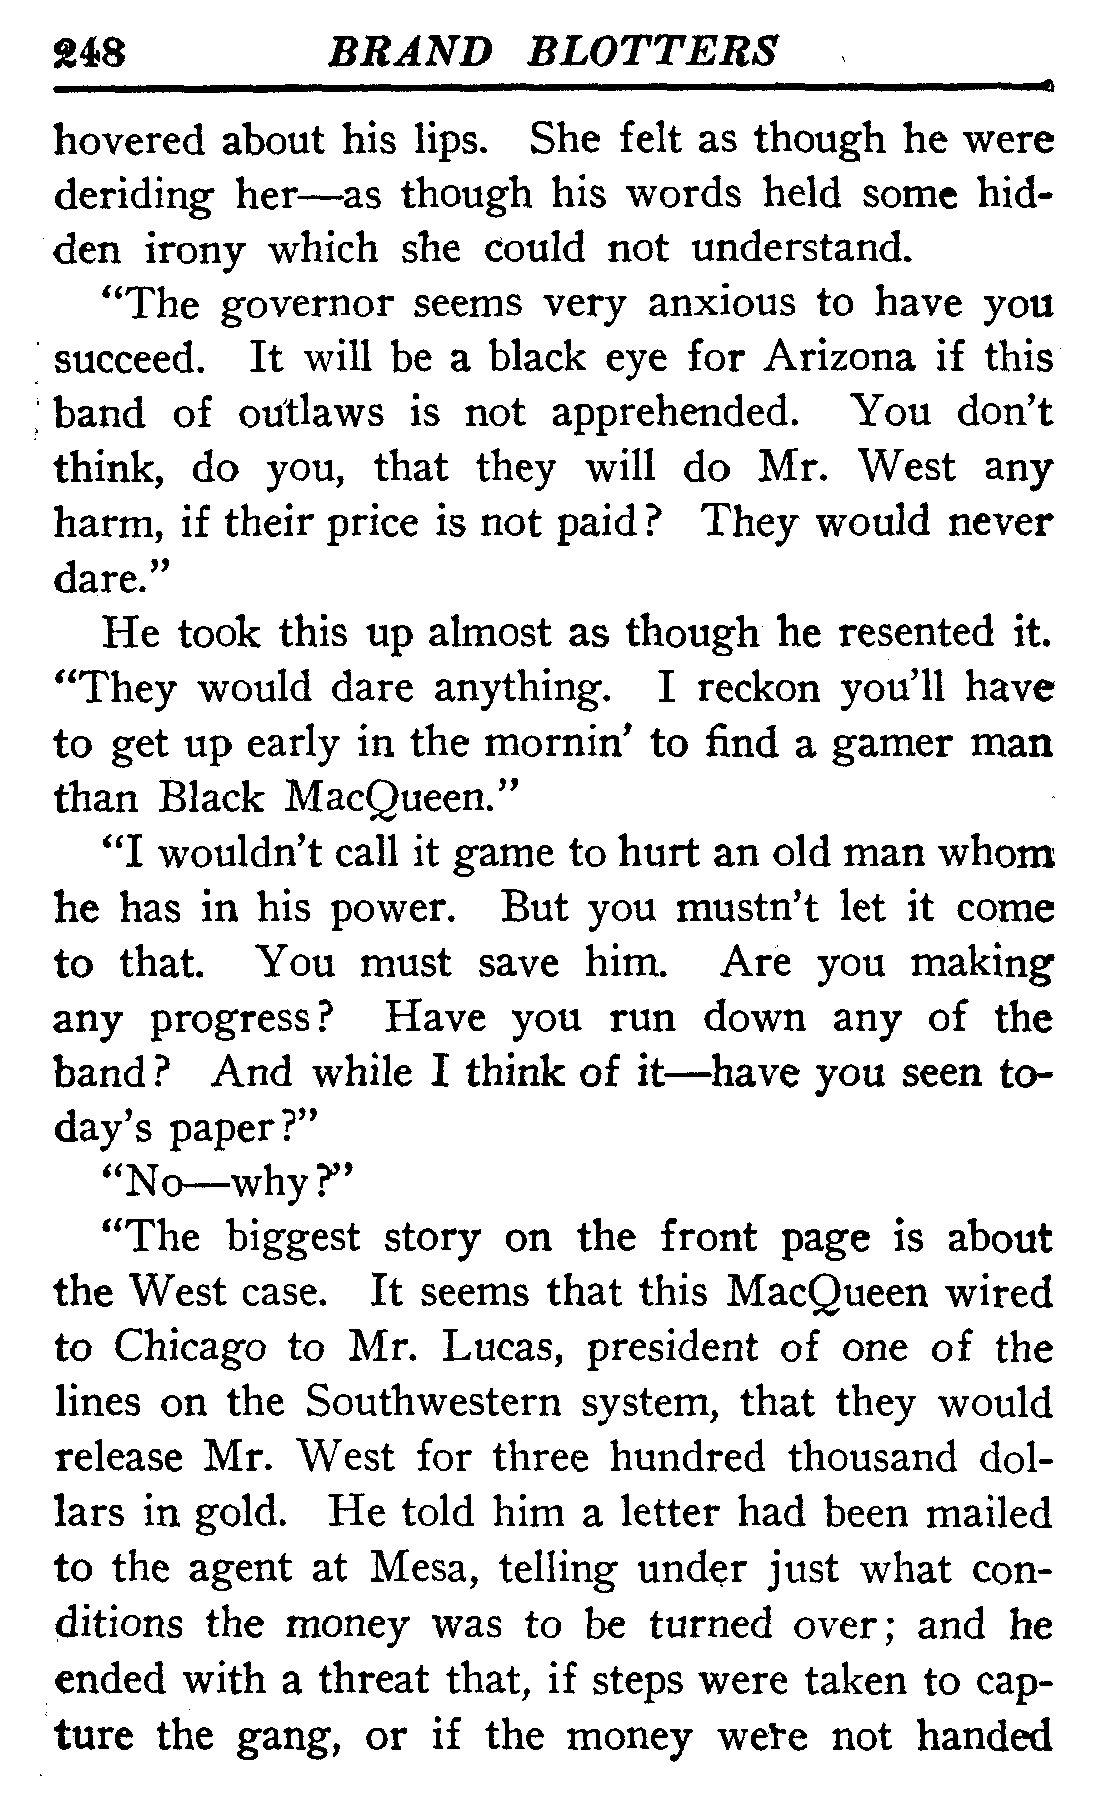 248 BRAND BLOTTERS
hovered about his lips. She felt as though he were
deriding her—as though his words held some hid-
den irony which she could not understand.
"The governor seems very anxious to have you
succeed. It will be a black eye for Arizona if this
band of outlaws is not apprehended. You don't
think, do you, that they will do Mr. West any
harm, if their price is not paid? They would never
dare."
He took this up almost as though he resented it.
"They would dare anything. I reckon you'll have
to get up early in the mornin' to find a gamer man
than Black MacQueen."
"I wouldn't call it game to hurt an old man whom
he has in his power. But you mustn't let it come
to that. You must save him. Are you making
any progress? Have you run down any of the
band? And while I think of it—have you seen to-
day's paper?"
"No—why?"
"The biggest story on the front page is about
the West case. It seems that this MacQueen wired
to Chicago to Mr. Lucas, president of one of the
lines on the Southwestern system, that they would
release Mr. West for three hundred thousand dol-
lars in gold. He told him a letter had been mailed
to the agent at Mesa, telling under just what con-
ditions the money was to be turned over; and he
ended with a threat that, if steps were taken to cap-
ture the gang, or if the money were not handed